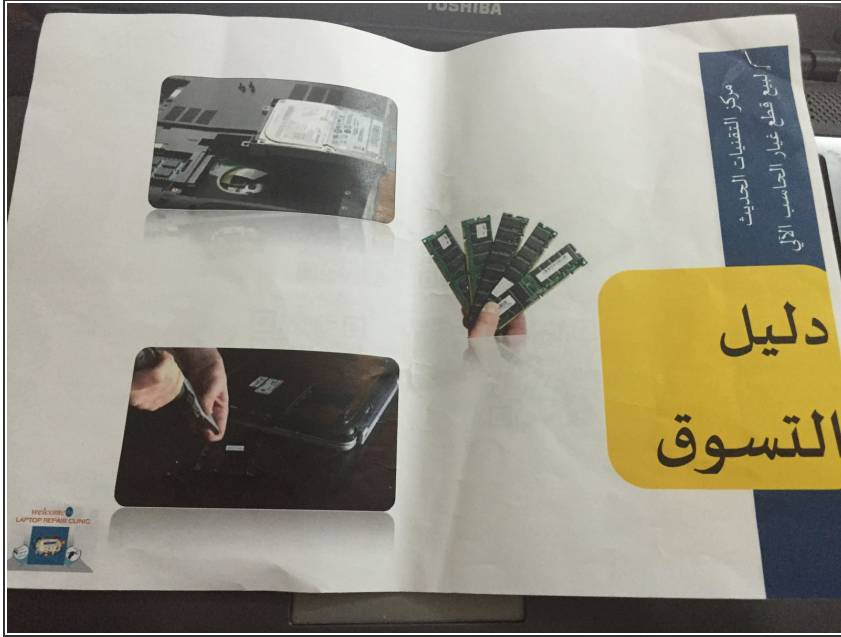 TOSHIBA
مركز التقنيات الحديث
لبيع قطع غيار الحاسب الآلي
دليل
التسوق
welcome
LAPTOP REPAIR CLINIC